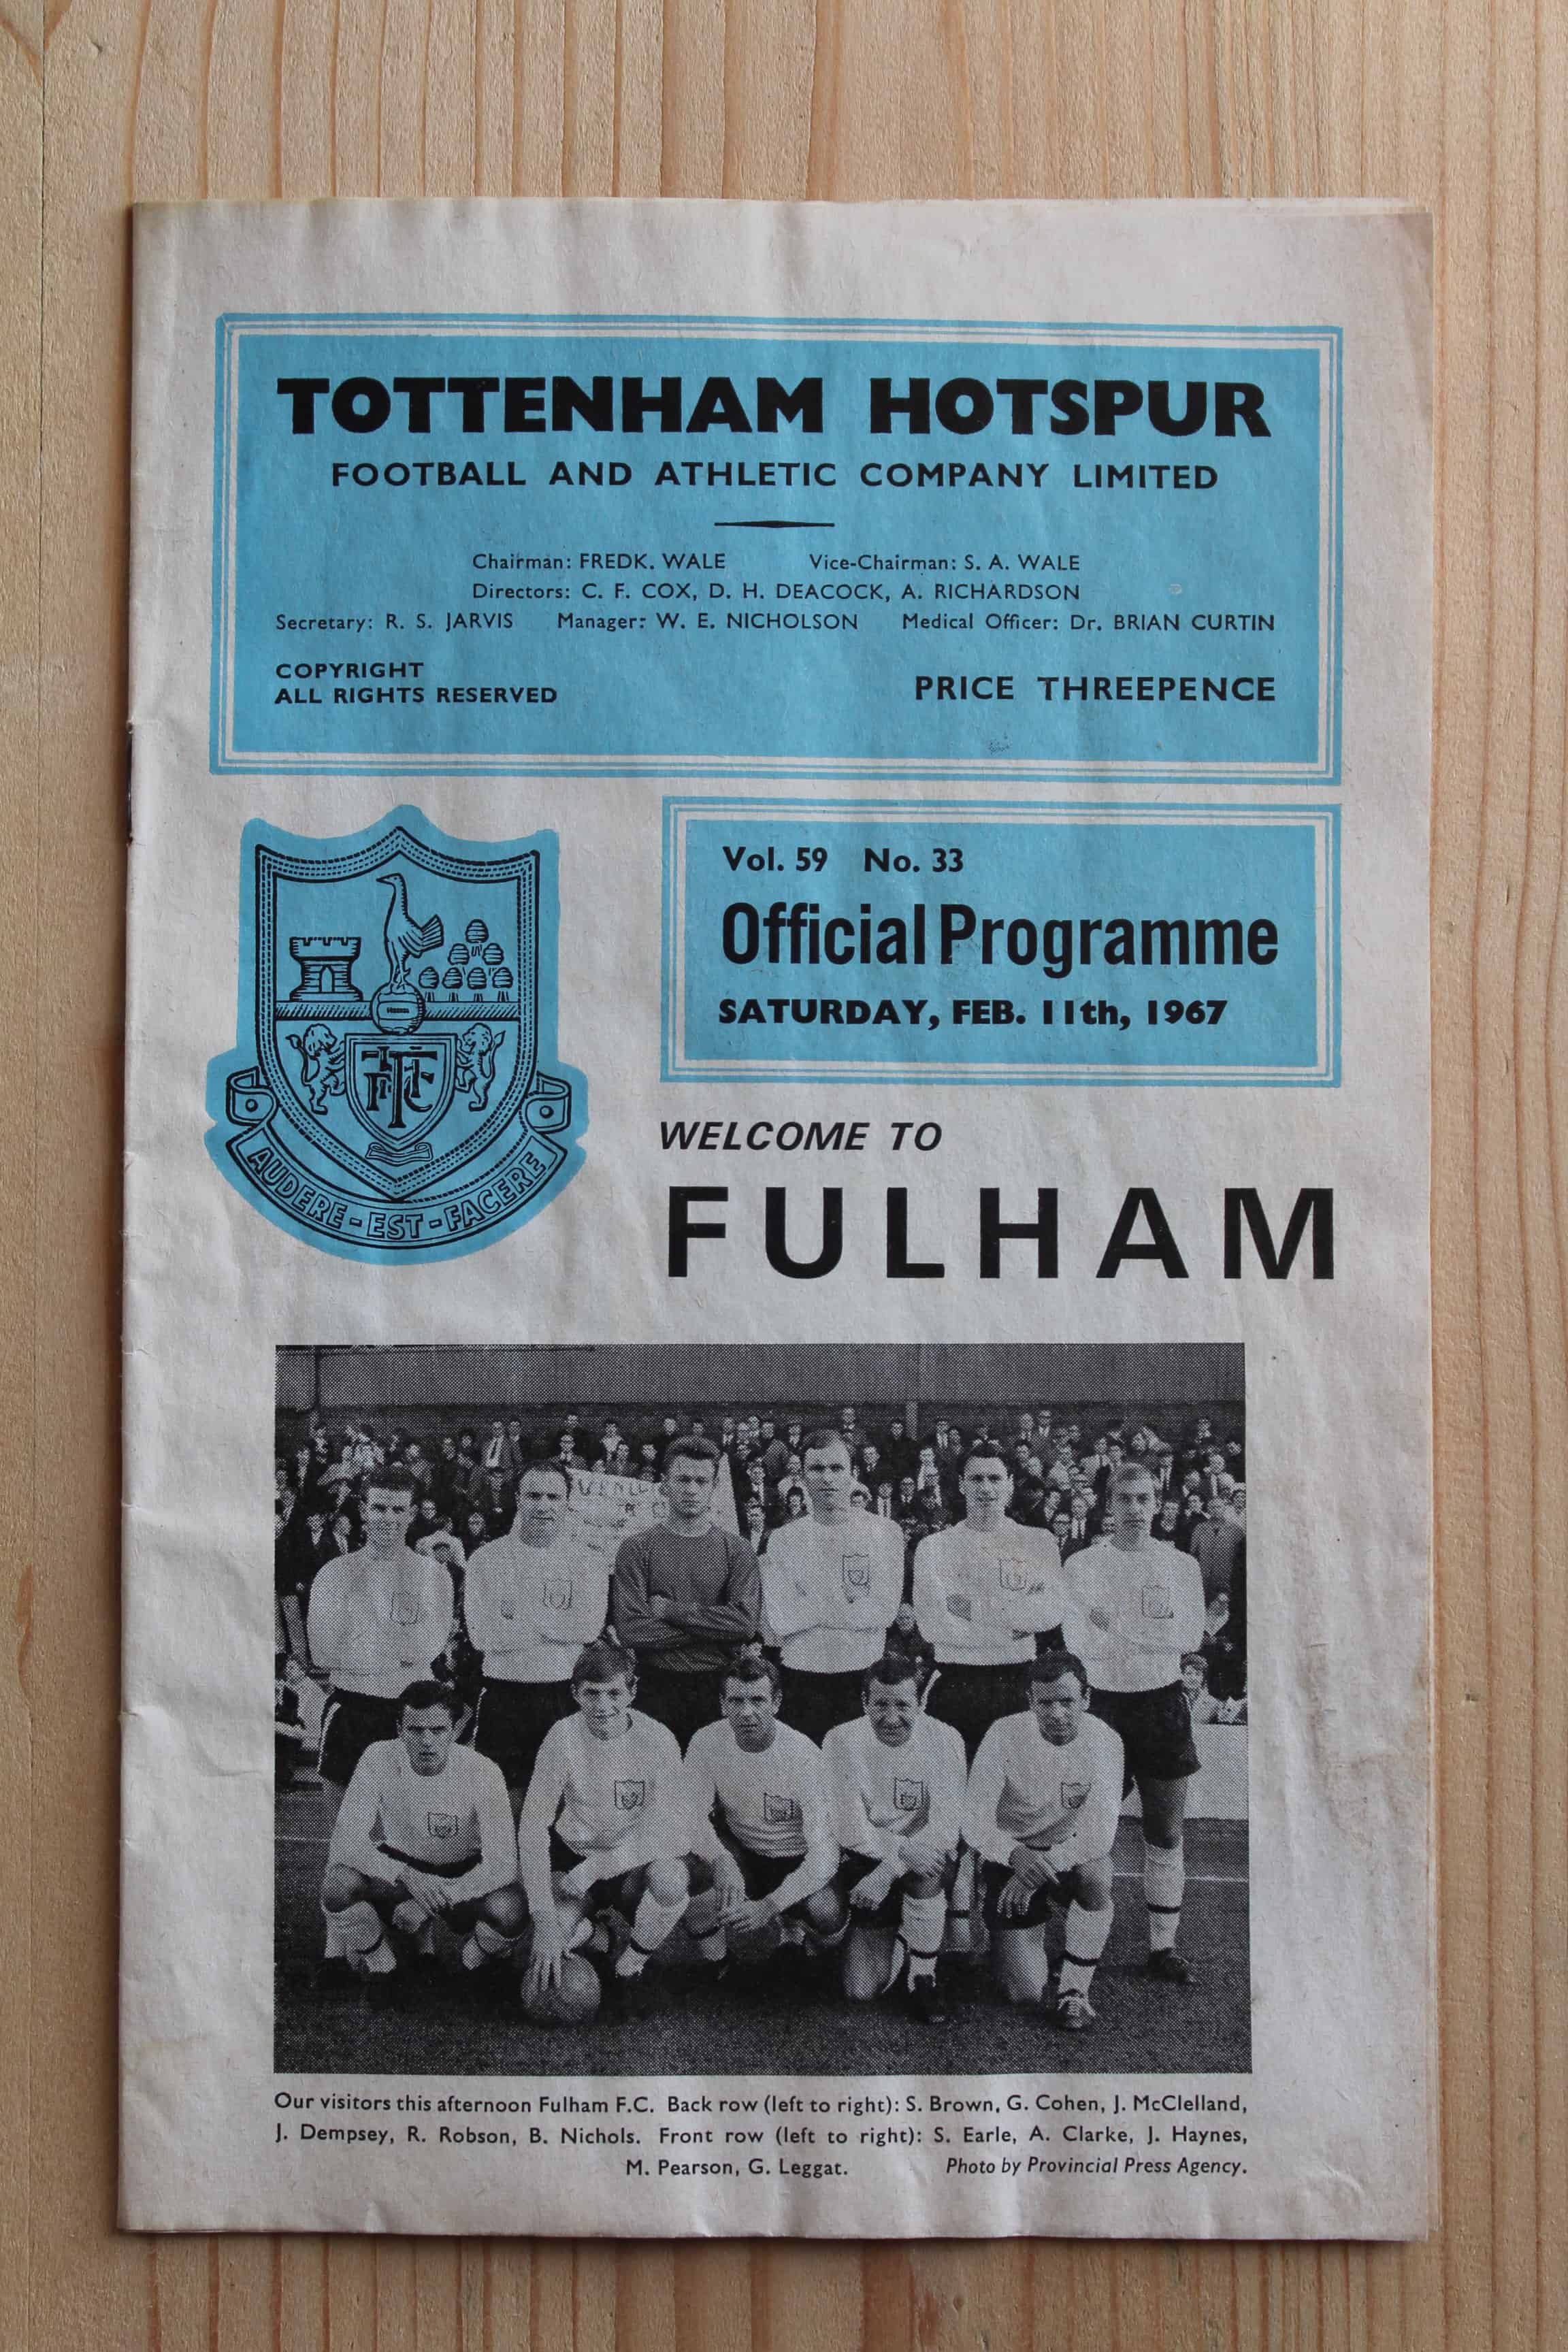 TOTTENHAM HOTSPUR
FOOTBALL AND ATHLETIC COMPANY LIMITED
Chairman: FREDK. WALE Vice-Chairman: S. A. WALE
Directors: C. F. COX, D. H. DEACOCK, A. RICHARDSON
Secretary: R. S. JARVIS Manager: W. E. NICHOLSON Medical Officer: Dr. BRIAN CURTIN
COPYRIGHT
ALL RIGHTS RESERVED
PRICE THREEPENCE
Vol. 59 No. 33
Official Programme
SATURDAY, FEB. 11th, 1967
AUDERE-EST-FACERE
WELCOME TO
FULHAM
Our visitors this afternoon Fulham F.C. Back row (left to right): S. Brown, G. Cohen, J. McClelland,
J. Dempsey, R. Robson, B. Nichols. Front row (left to right): S. Earle, A. Clarke, J. Haynes,
M. Pearson, G. Leggat. Photo by Provincial Press Agency.